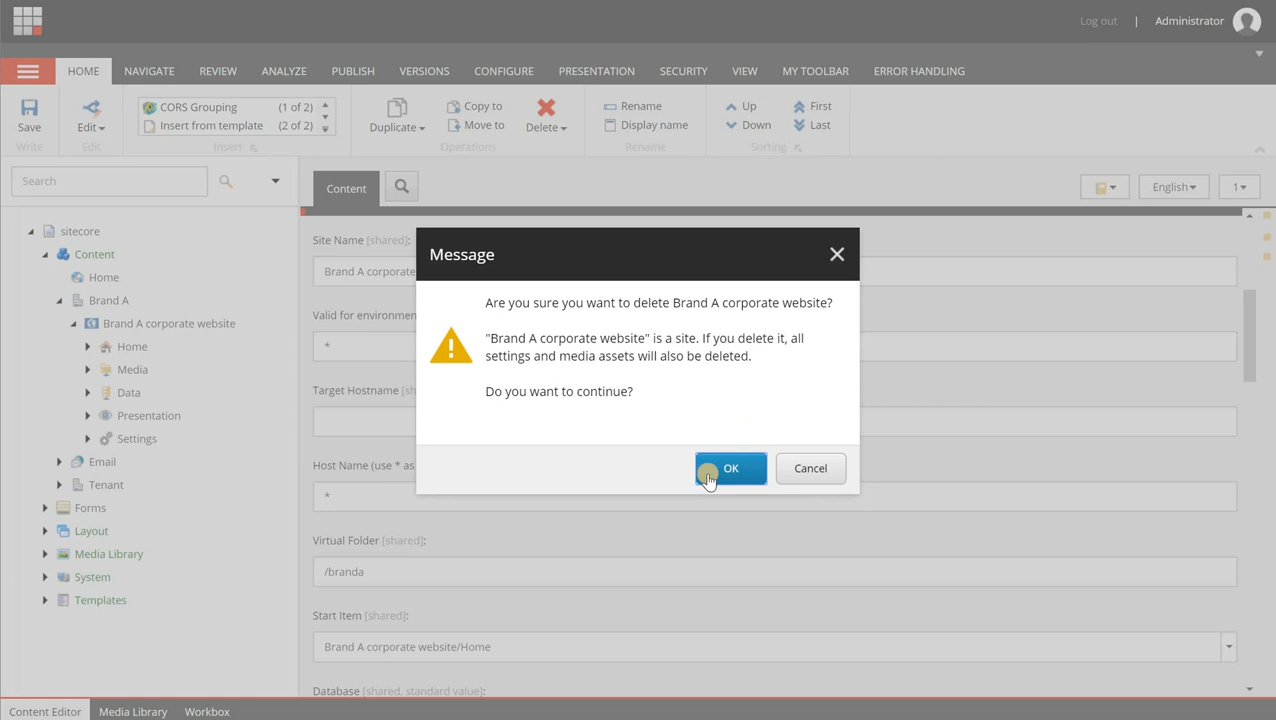 Log out | Administrator
HOME NAVIGATE REVIEW ANALYZE PUBLISH VERSIONS CONFIGURE PRESENTATION SECURITY VIEW MY TOOLBAR ERROR HANDLING
CORS Grouping (1 of 2)
Insert from template (2 of 2)
Save
Edit
Duplicate
Copy to
Move to
Delete
Rename
Display name
Up
Down
First
Last
Write Edit Insert Operations Rename Sorting
Search
Content
English
1
sitecore
Content
Home
Brand A
Brand A corporate website
Home
Media
Data
Presentation
Settings
Email
Tenant
Forms
Layout
Media Library
System
Templates
Site Name [shared]:
Brand A corporate
Valid for environmen
*
Target Hostname [sh
Host Name (use * as
*
Virtual Folder [shared]:
/branda
Start Item [shared]:
Brand A corporate website/Home
Database [shared, standard value]:
Message
Are you sure you want to delete Brand A corporate website?
"Brand A corporate website" is a site. If you delete it, all
settings and media assets will also be deleted.
Do you want to continue?
OK Cancel
Content Editor Media Library Workbox